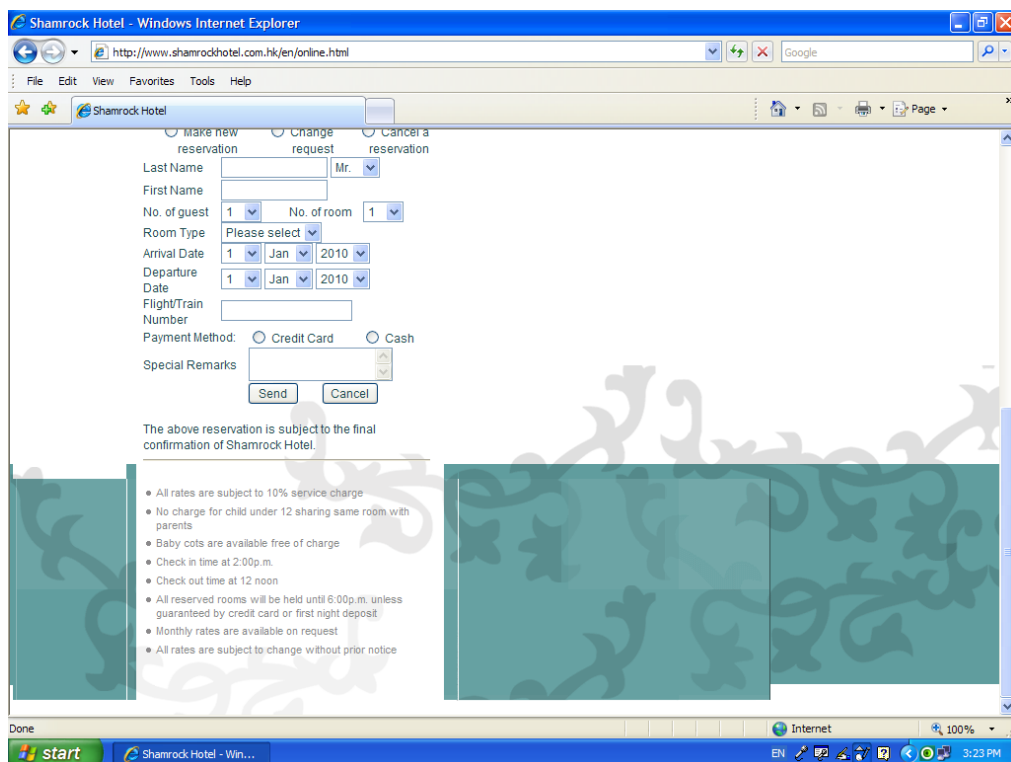 Shamrock Hotel - Windows Internet Explorer
http://www.shamrockhotel.com.hk/en/online.html
Google
File Edit View Favorites Tools Help
Shamrock Hotel
Page
Make new reservation Change request Cancel a reservation
Last Name Mr.
First Name
No. of guest 1 No. of room 1
Room Type Please select
Arrival Date 1 Jan 2010
Departure
Date 1 Jan 2010
Flight/Train
Number
Payment Method: Credit Card Cash
Special Remarks
Send Cancel
The above reservation is subject to the final
confirmation of Shamrock Hotel.
All rates are subject to 10% service charge
No charge for child under 12 sharing same room with
parents
Baby cots are available free of charge
Check in time at 2:00p.m.
Check out time at 12 noon
All reserved rooms will be held until 6:00p.m. unless
guaranteed by credit card or first night deposit
Monthly rates are available on request
All rates are subject to change without prior notice
Done Internet 100%
start Shamrock Hotel - Win... EN 3:23 PM